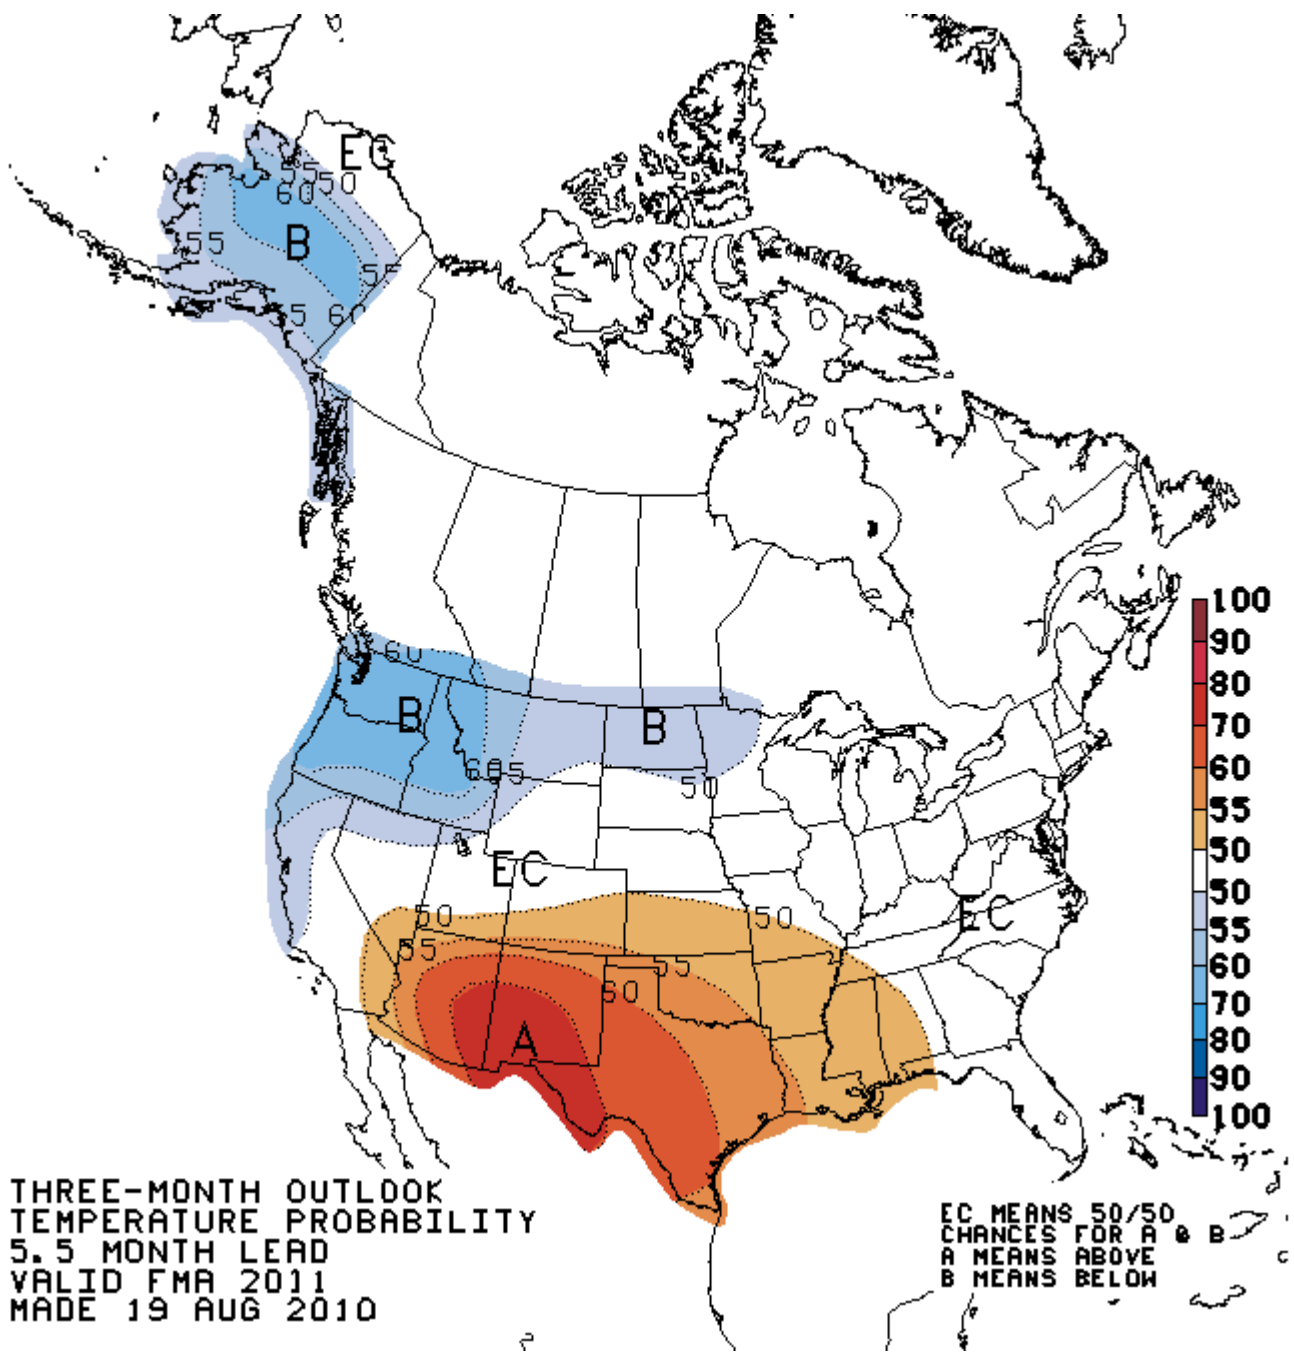 EC
55
50
60
B
55
55
5
60
60
B
B
60
55
50
EC
50
50
EC
55
55
60
A
100
90
80
70
60
55
50
50
55
60
70
80
90
100
THREE-MONTH OUTLOOK
TEMPERATURE PROBABILITY
5.5 MONTH LEAD
VALID FMA 2011
MADE 19 AUG 2010
EC MEANS 50/50
CHANCES FOR A & B
A MEANS ABOVE
B MEANS BELOW